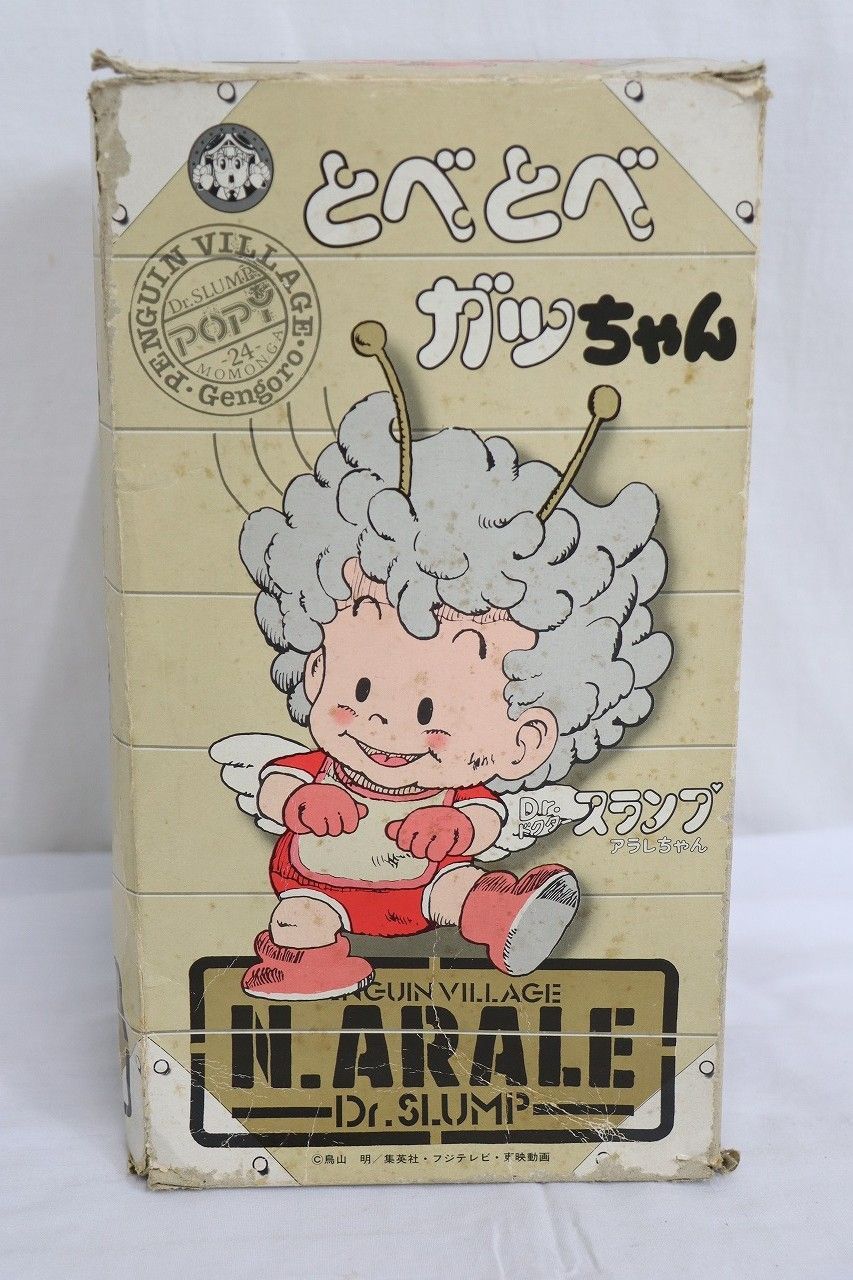 とべとべ
ガッちゃん
PENGUIN VILLAGE
Dr.SLUMP
POPY
-24-
MOMONGA
Gengoro
Dr.
ドクター
スランプ
アラレちゃん
ENGUIN VILLAGE
N.ARALE
Dr.SLUMP
©鳥山 明／集英社・フジテレビ・東映動画